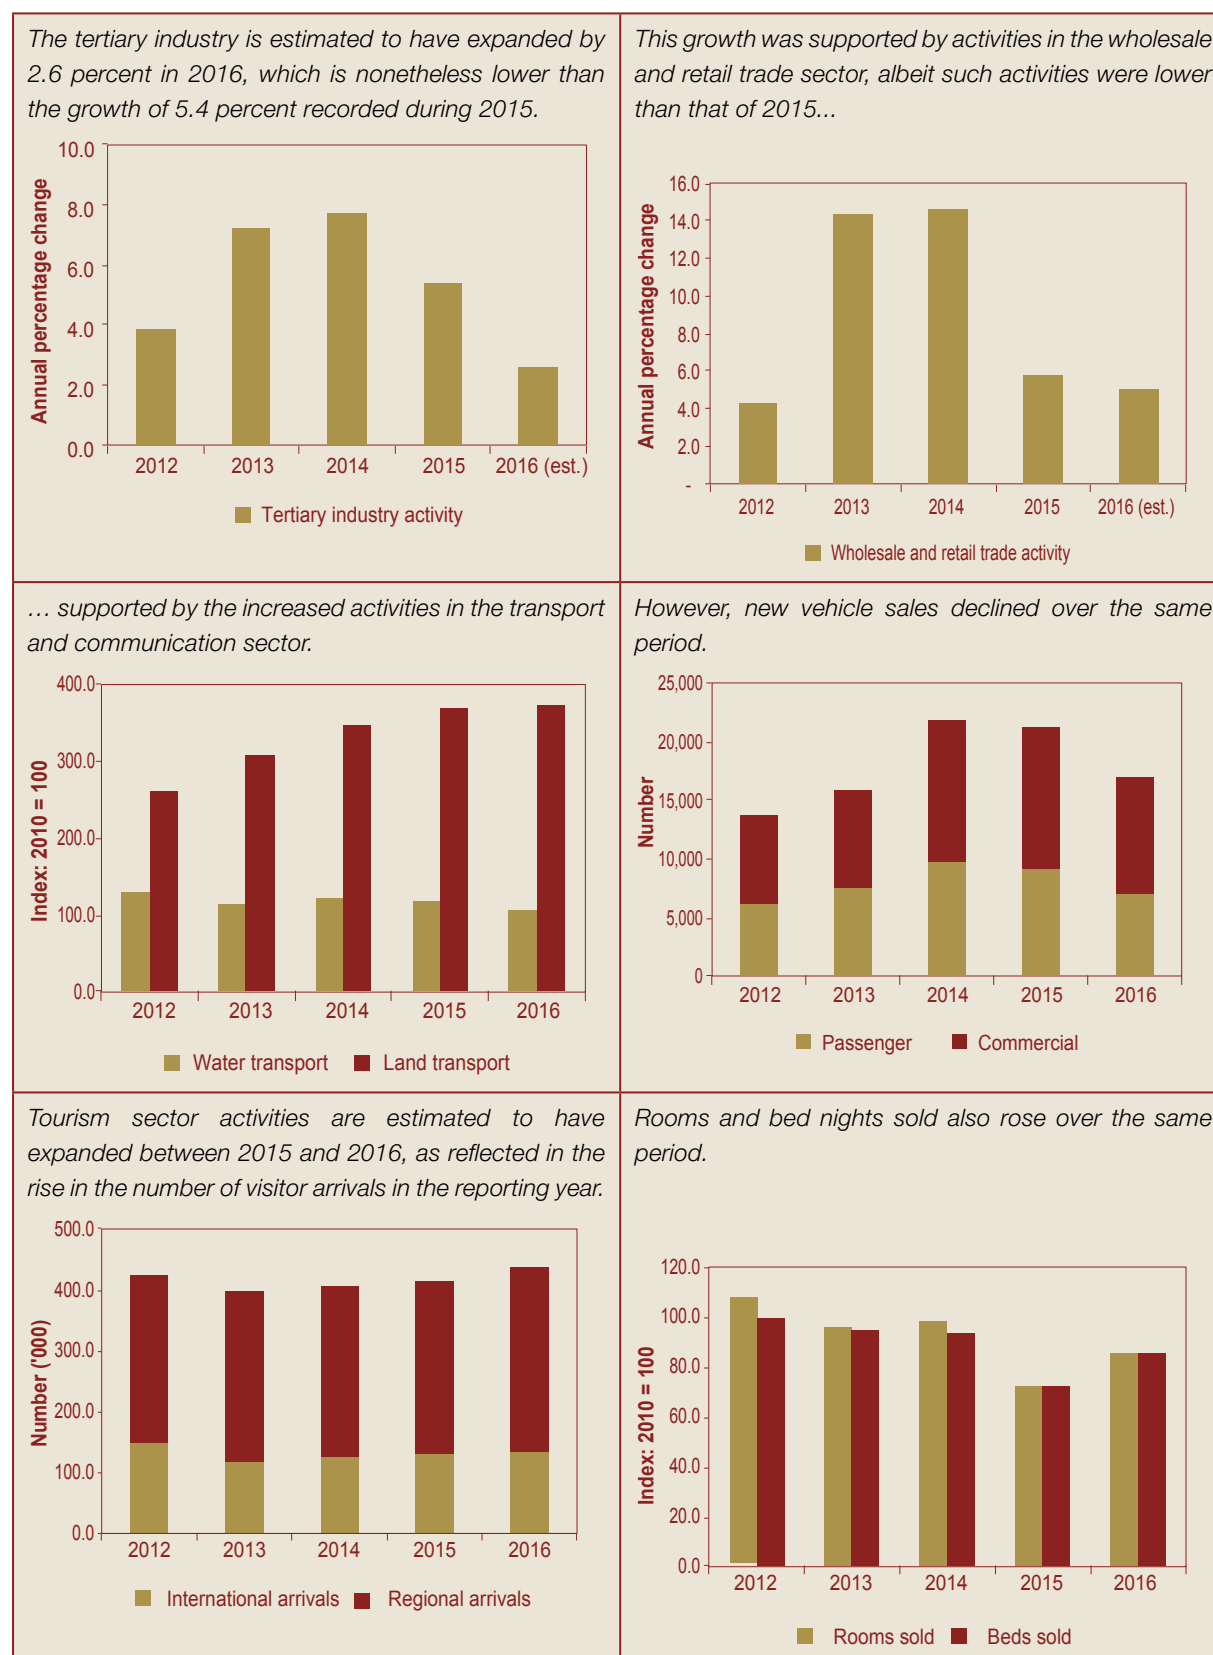 The tertiary industry is estimated to have expanded by
2.6 percent in 2016, which is nonetheless lower than
the growth of 5.4 percent recorded during 2015.
10.0
8.0
6.0
4.0
2.0
0.0
Annual percentage change
2012 2013 2014 2015 2016 (est.)
Tertiary industry activity
This growth was supported by activities in the wholesale
and retail trade sector, albeit such activities were lower
than that of 2015...
16.0
14.0
12.0
10.0
8.0
6.0
4.0
2.0
-
Annual percentage change
2012 2013 2014 2015 2016 (est.)
Wholesale and retail trade activity
… supported by the increased activities in the transport
and communication sector.
400.0
300.0
200.0
100.0
0.0
Index: 2010 = 100
2012 2013 2014 2015 2016
Water transport Land transport
However, new vehicle sales declined over the same
period.
25,000
20,000
15,000
10,000
5,000
0
Number
2012 2013 2014 2015 2016
Passenger Commercial
Tourism sector activities are estimated to have
expanded between 2015 and 2016, as reflected in the
rise in the number of visitor arrivals in the reporting year.
500.0
400.0
300.0
200.0
100.0
0.0
Number ('000)
2012 2013 2014 2015 2016
International arrivals Regional arrivals
Rooms and bed nights sold also rose over the same
period.
120.0
100.0
80.0
60.0
40.0
20.0
0.0
Index: 2010 = 100
2012 2013 2014 2015 2016
Rooms sold Beds sold